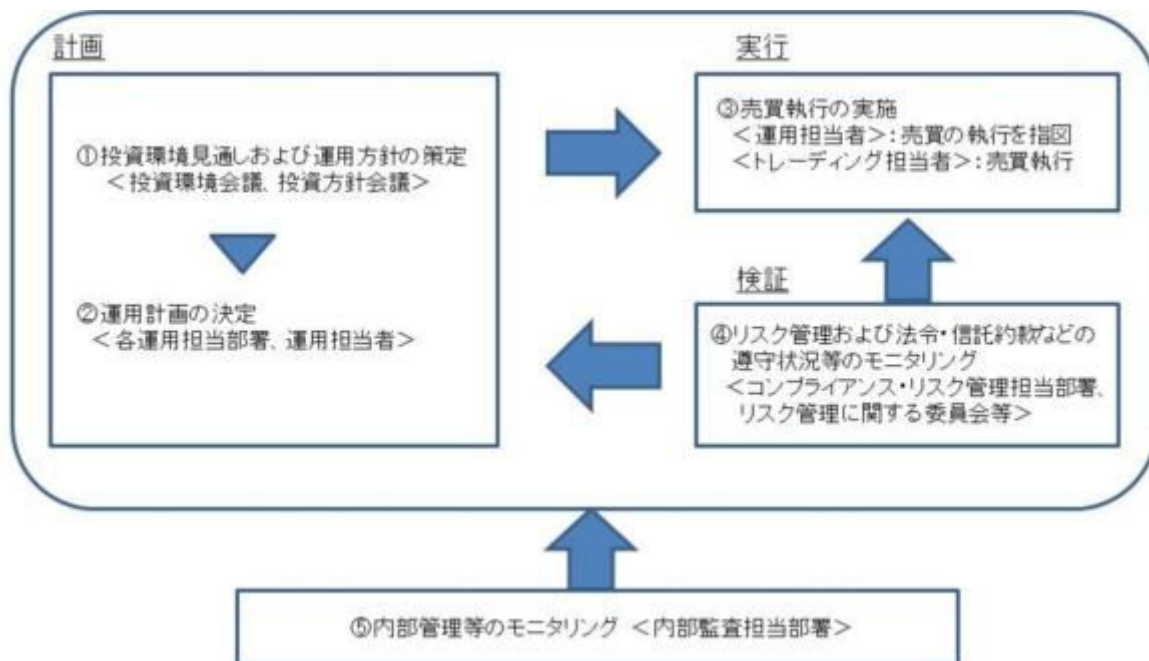 計画
①投資環境見通しおよび運用方針の策定
＜投資環境会議、投資方針会議＞
②運用計画の決定
＜各運用担当部署、運用担当者＞
実行
③売買執行の実施
＜運用担当者＞：売買の執行を指図
＜トレーディング担当者＞：売買執行
検証
④リスク管理および法令・信託約款などの
遵守状況等のモニタリング
＜コンプライアンス・リスク管理担当部署、
リスク管理に関する委員会等＞
⑤内部管理等のモニタリング ＜内部監査担当部署＞